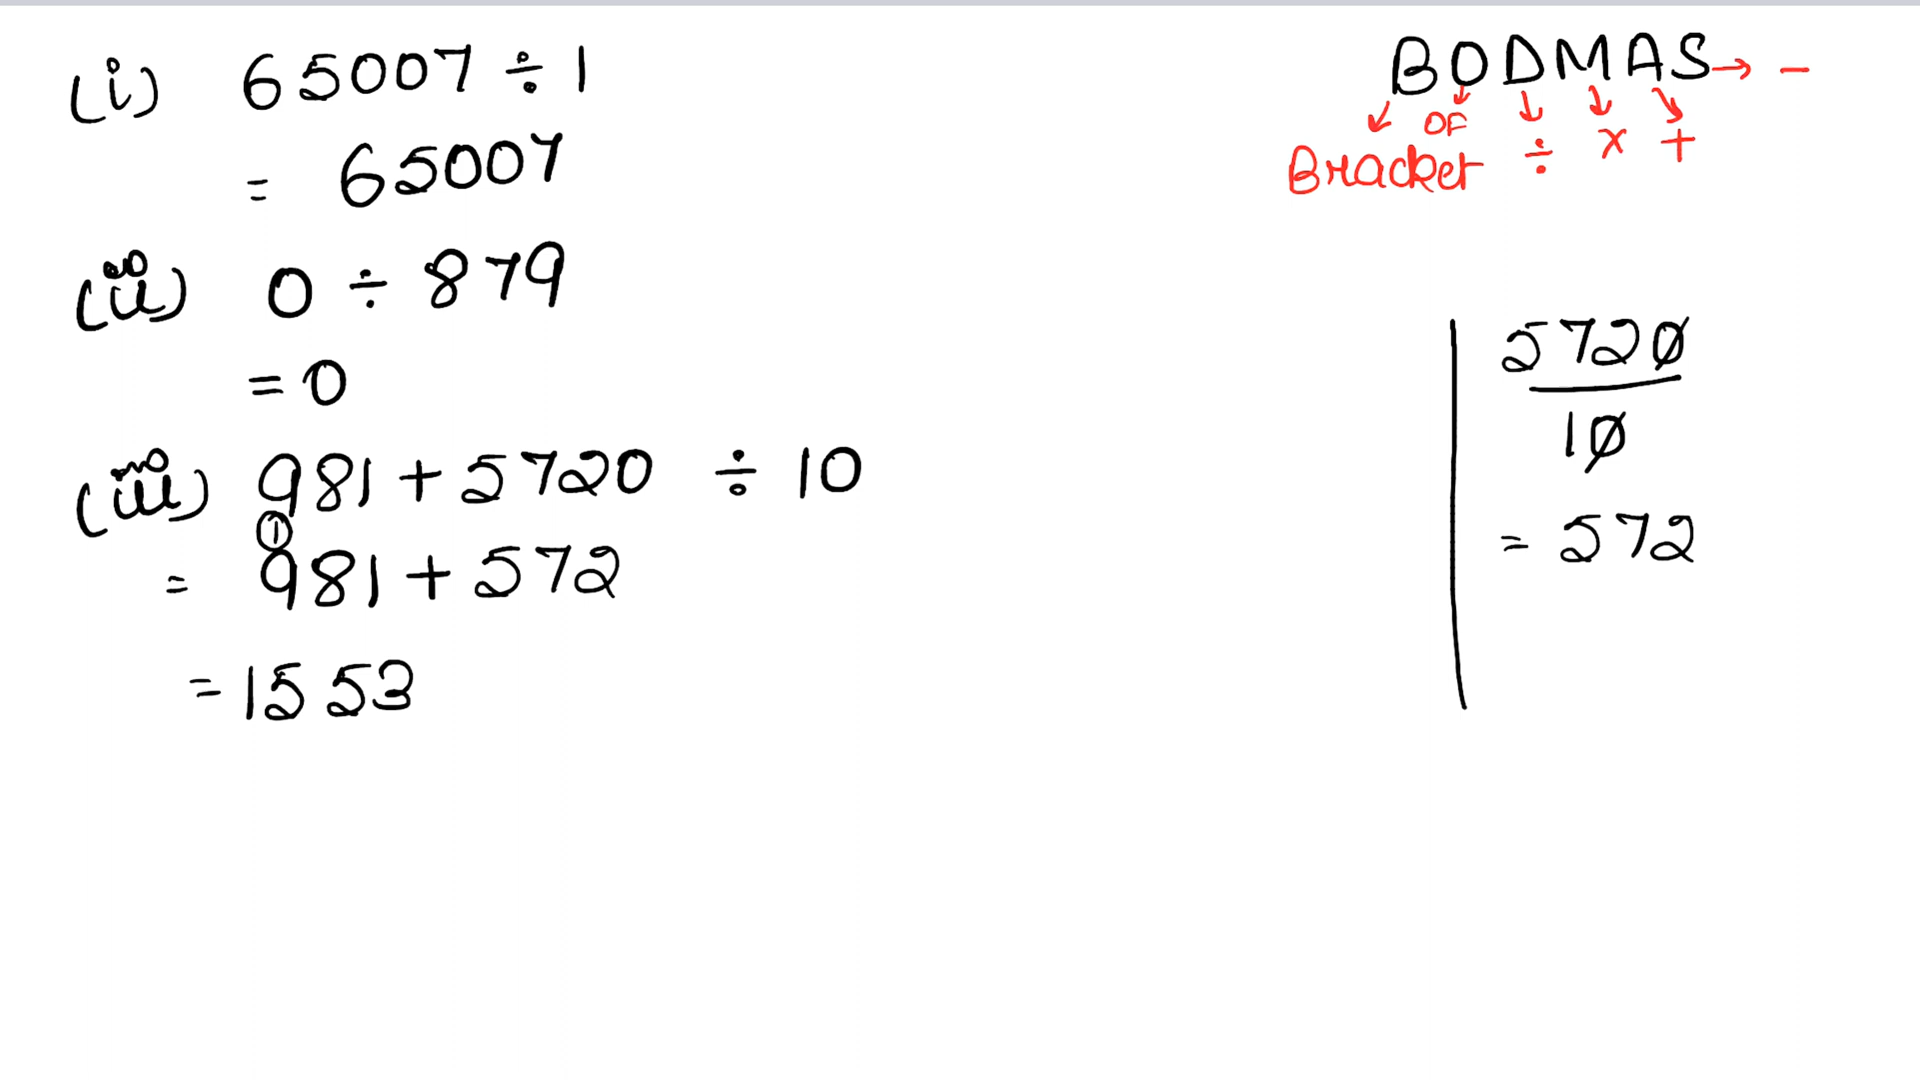 (i) 65007 ÷ 1
= 65007
(ii) 0 ÷ 879
= 0
(iii) 981 + 5720 ÷ 10
1
= 981 + 572
= 1553
BODMAS → -
OF
Bracket ÷ × +
5720
10
= 572